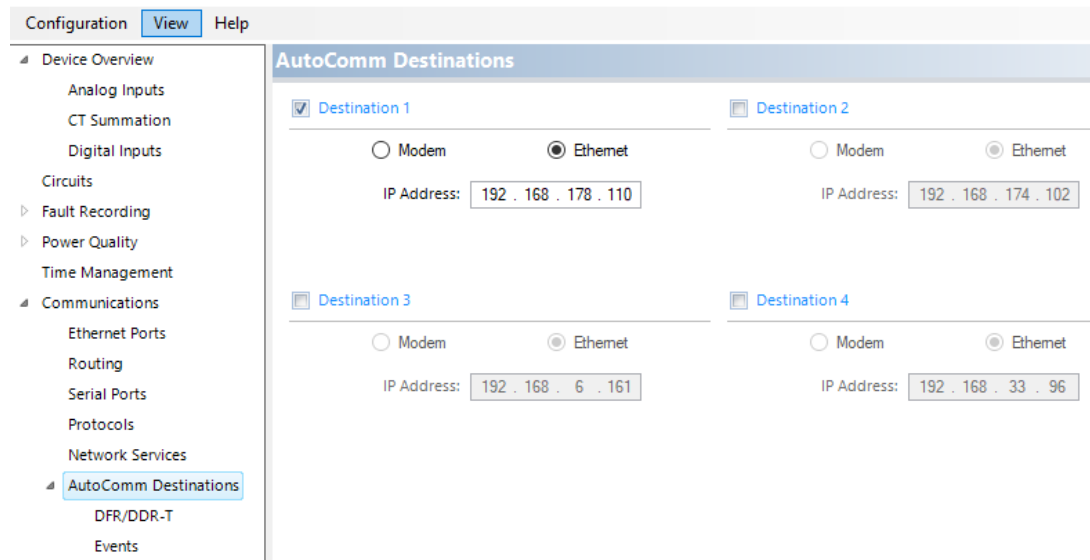 Configuration View Help
Device Overview
Analog Inputs
CT Summation
Digital Inputs
Circuits
Fault Recording
Power Quality
Time Management
Communications
Ethernet Ports
Routing
Serial Ports
Protocols
Network Services
AutoComm Destinations
DFR/DDR-T
Events
AutoComm Destinations
Destination 1
Modem Ethernet
IP Address: 192 . 168 . 178 . 110
Destination 2
Modem Ethernet
IP Address: 192 . 168 . 174 . 102
Destination 3
Modem Ethernet
IP Address: 192 . 168 . 6 . 161
Destination 4
Modem Ethernet
IP Address: 192 . 168 . 33 . 96